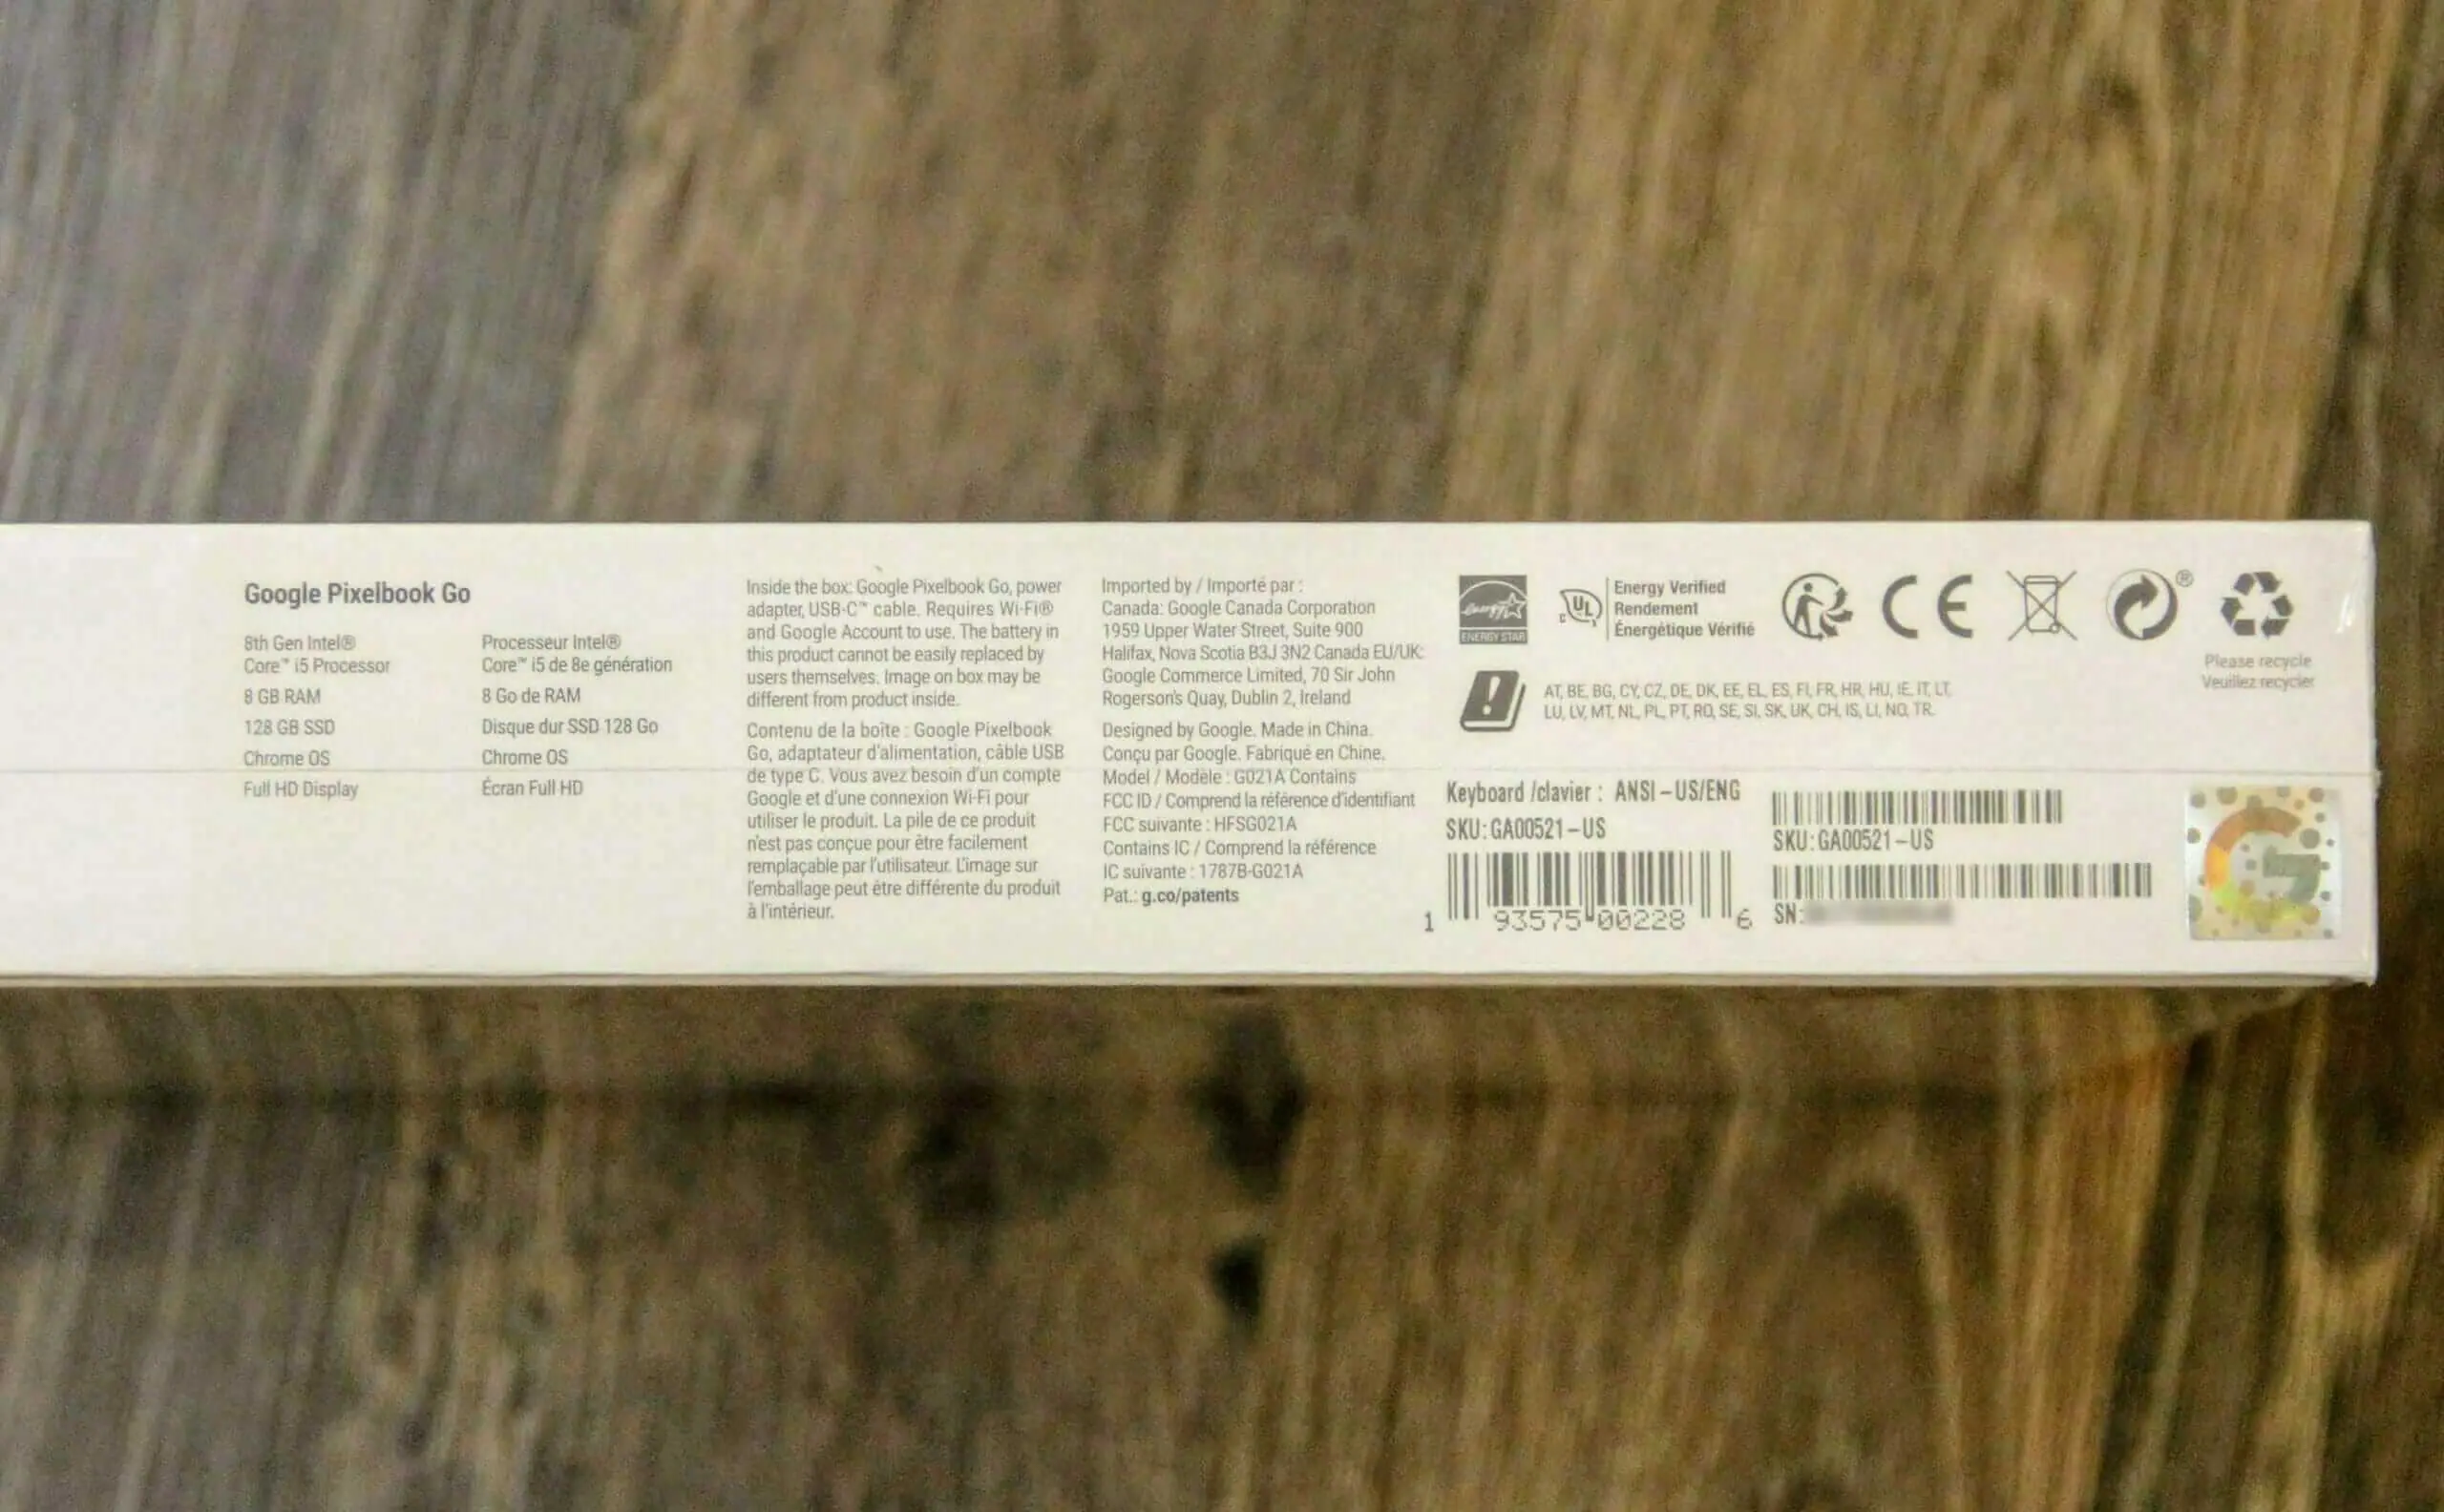 Google Pixelbook Go
8th Gen Intel®
Core™ i5 Processor
8 GB RAM
128 GB SSD
Chrome OS
Full HD Display
Processeur Intel®
Core™ i5 de 8e génération
8 Go de RAM
Disque dur SSD 128 Go
Chrome OS
Écran Full HD
Inside the box: Google Pixelbook Go, power
adapter, USB-C™ cable. Requires Wi-Fi®
and Google Account to use. The battery in
this product cannot be easily replaced by
users themselves. Image on box may be
different from product inside.
Contenu de la boîte : Google Pixelbook
Go, adaptateur d'alimentation, câble USB
de type C. Vous avez besoin d'un compte
Google et d'une connexion Wi-Fi pour
utiliser le produit. La pile de ce produit
n'est pas conçue pour être facilement
remplaçable par l'utilisateur. L'image sur
l'emballage peut être différente du produit
à l'intérieur.
Imported by / Importé par :
Canada: Google Canada Corporation
1959 Upper Water Street, Suite 900
Halifax, Nova Scotia B3J 3N2 Canada EU/UK:
Google Commerce Limited, 70 Sir John
Rogerson's Quay, Dublin 2, Ireland
Designed by Google. Made in China.
Conçu par Google. Fabriqué en Chine.
Model / Modèle : G021A Contains
FCC ID / Comprend la référence d'identifiant
FCC suivante : HFSG021A
Contains IC / Comprend la référence
IC suivante : 1787B-G021A
Pat.: g.co/patents
energy
ENERGY STAR
c UL
Energy Verified
Rendement
Énergétique Vérifié
CE
®
Please recycle
Veuillez recycler
! AT, BE, BG, CY, CZ, DE, DK, EE, EL, ES, FI, FR, HR, HU, IE, IT, LT,
LU, LV, MT, NL, PL, PT, RO, SE, SI, SK, UK, CH, IS, LI, NO, TR.
Keyboard /clavier : ANSI-US/ENG
SKU:GA00521-US
1 93575 00228 6
SKU:GA00521-US
SN:
G